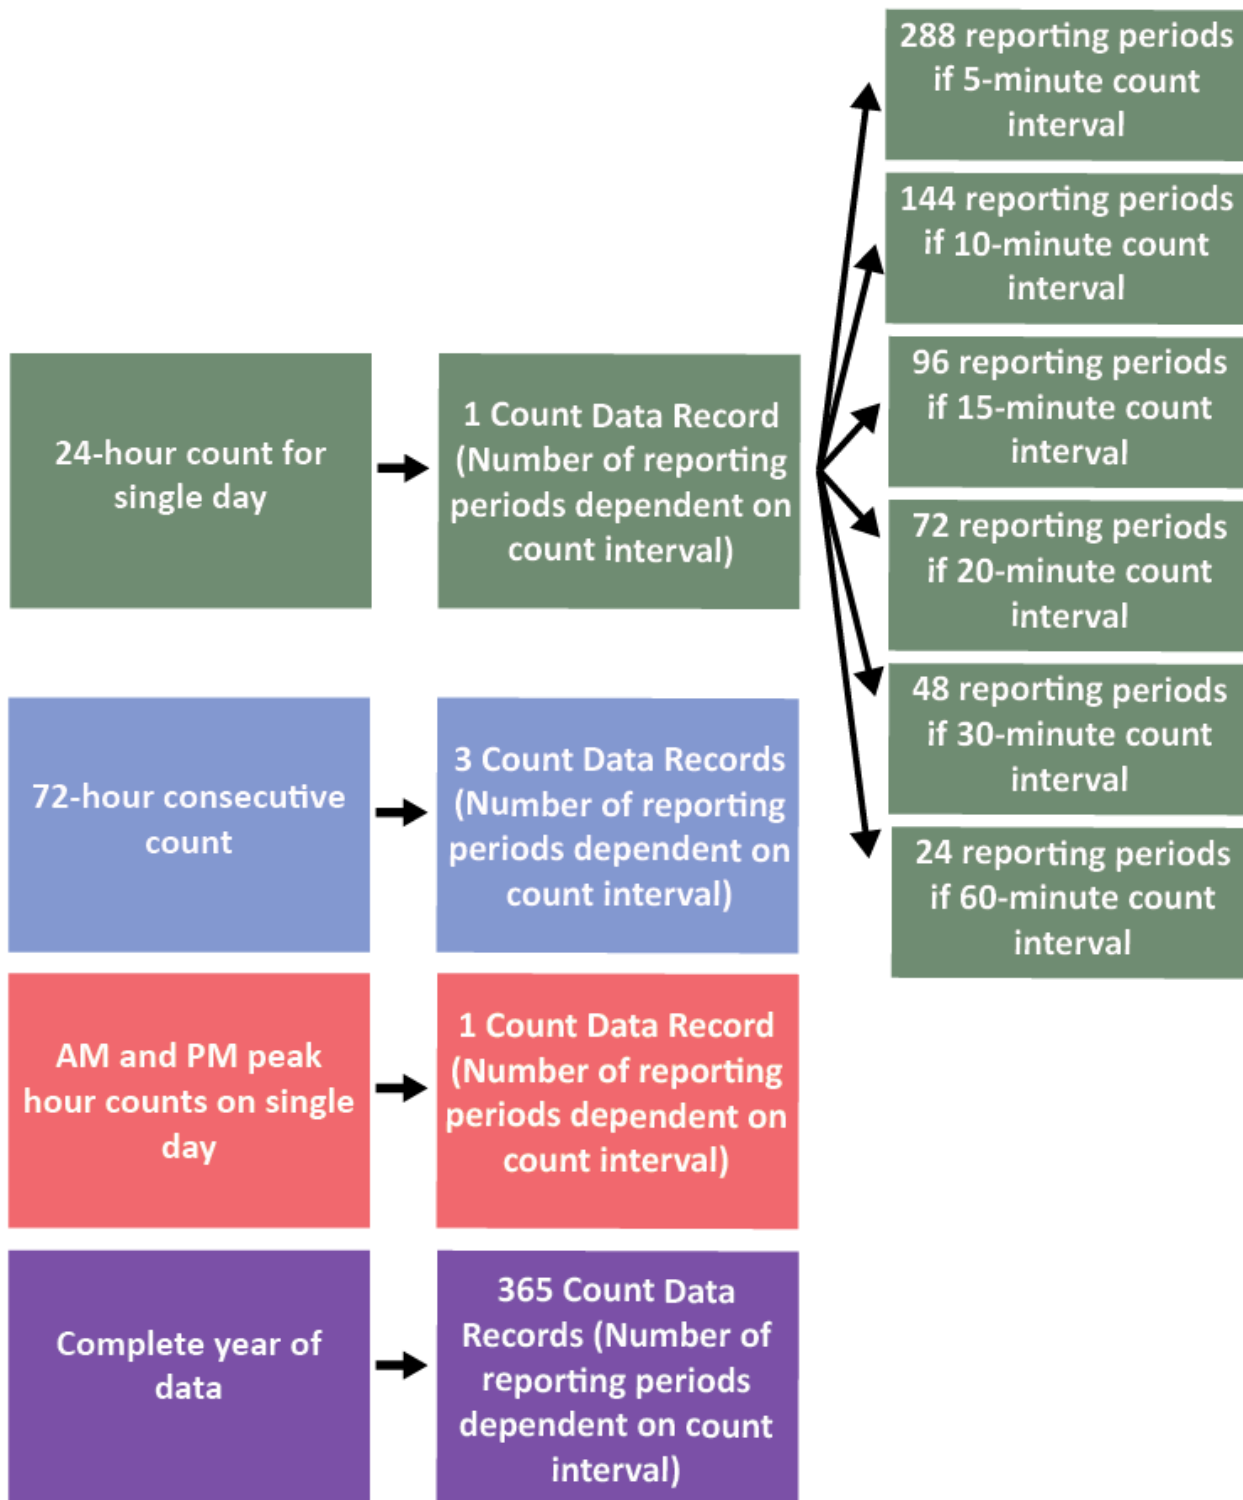 24-hour count for
single day
1 Count Data Record
(Number of reporting
periods dependent on
count interval)
288 reporting periods
if 5-minute count
interval
144 reporting periods
if 10-minute count
interval
96 reporting periods
if 15-minute count
interval
72 reporting periods
if 20-minute count
interval
48 reporting periods
if 30-minute count
interval
24 reporting periods
if 60-minute count
interval
72-hour consecutive
count
3 Count Data Records
(Number of reporting
periods dependent on
count interval)
AM and PM peak
hour counts on single
day
1 Count Data Record
(Number of reporting
periods dependent on
count interval)
Complete year of
data
365 Count Data
Records (Number of
reporting periods
dependent on count
interval)